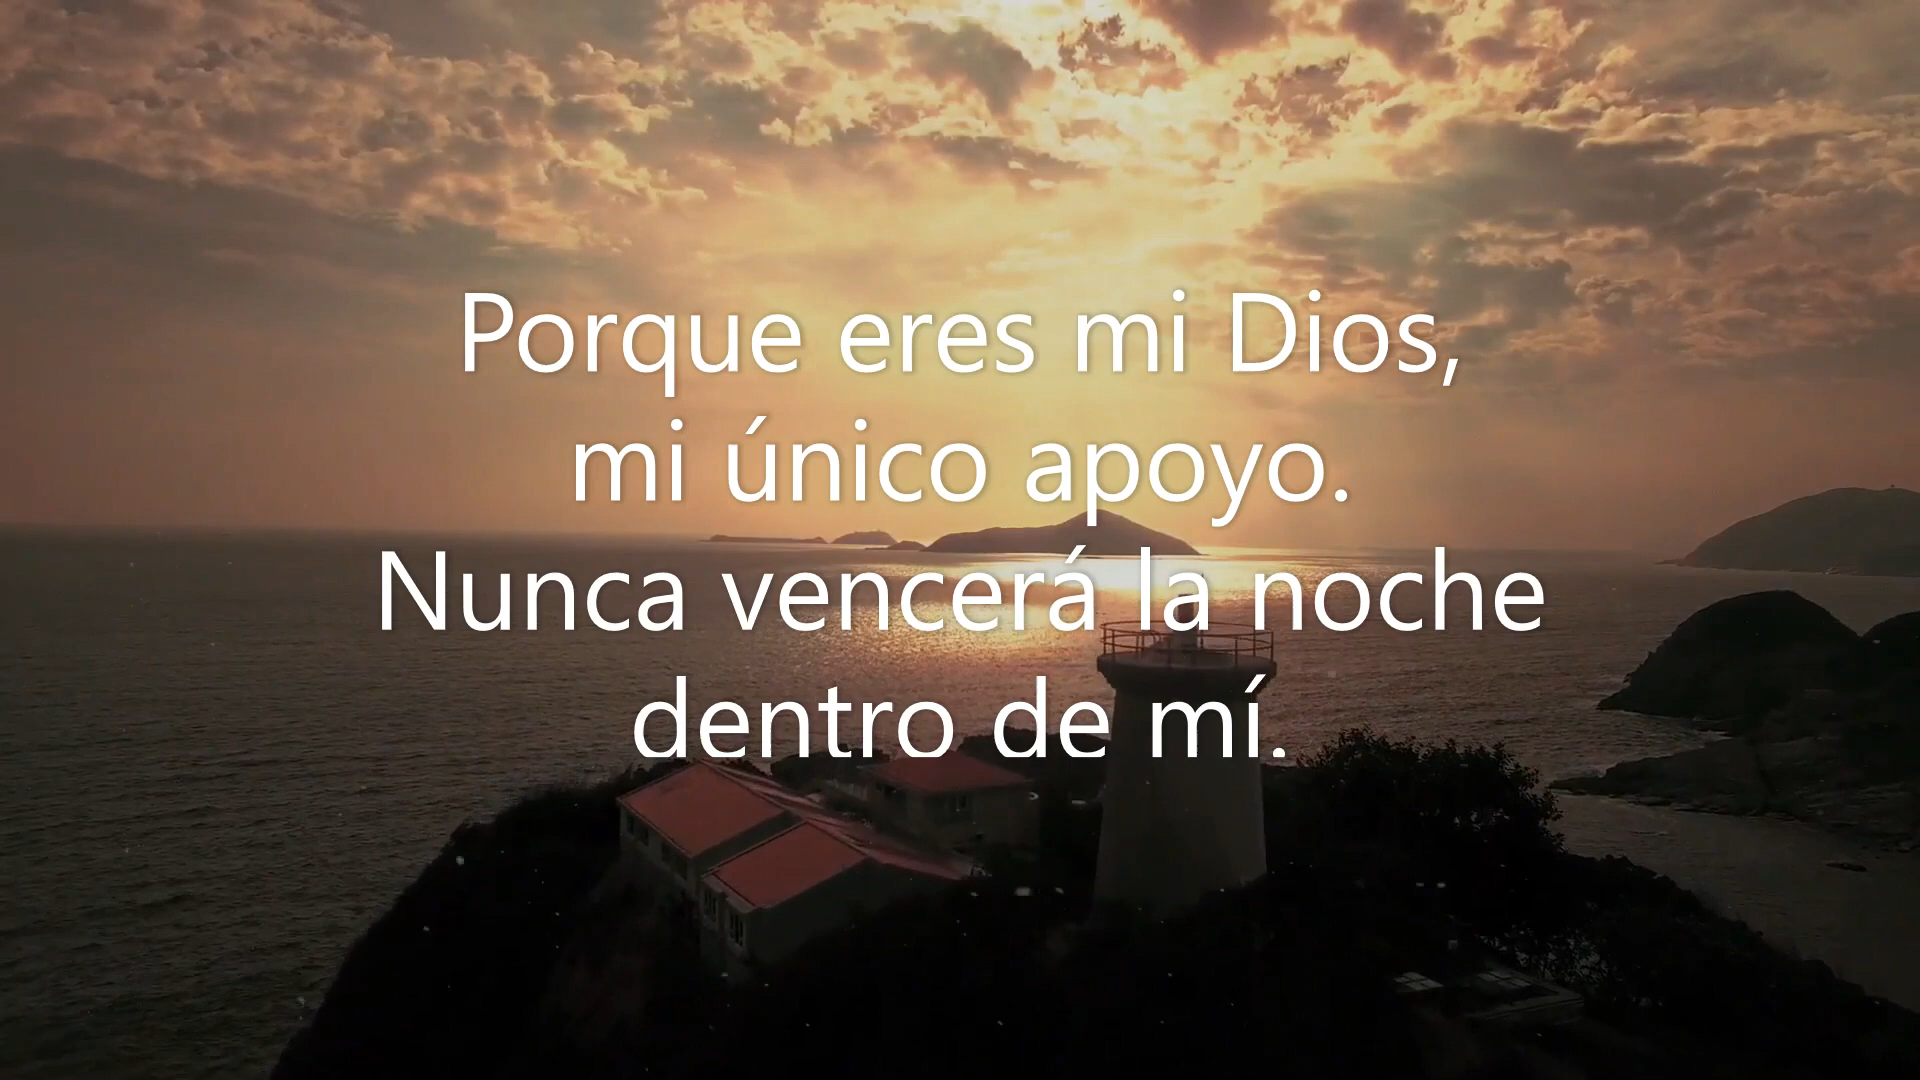 Porque eres mi Dios,
mi único apoyo.
Nunca vencerá la noche
dentro de mí.